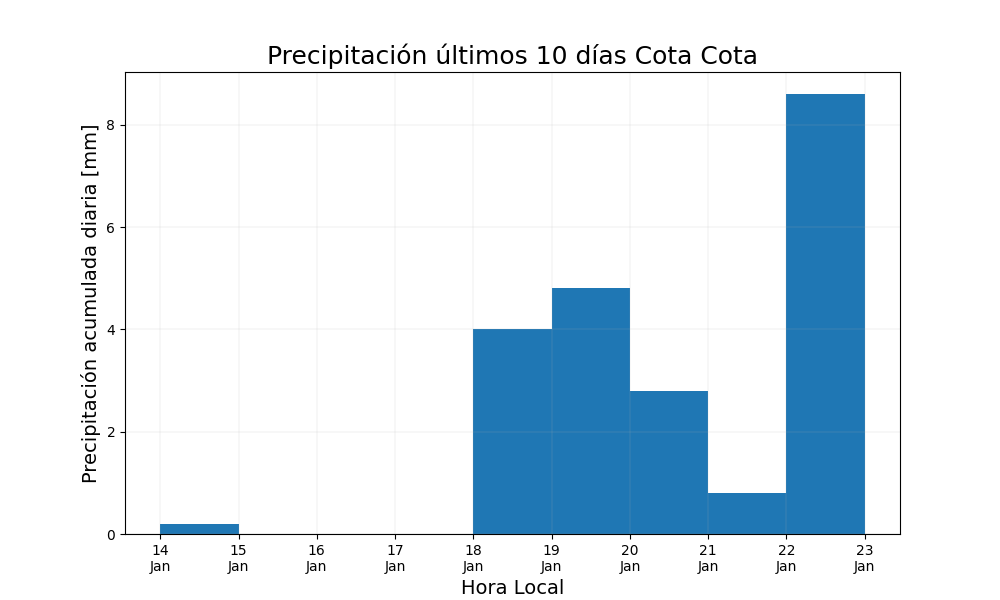 Precipitación últimos 10 días Cota Cota
Precipitación acumulada diaria [mm]
8
6
4
2
0
14 15 16 17 18 19 20 21 22 23
Jan Jan Jan Jan Jan Jan Jan Jan Jan Jan
Hora Local